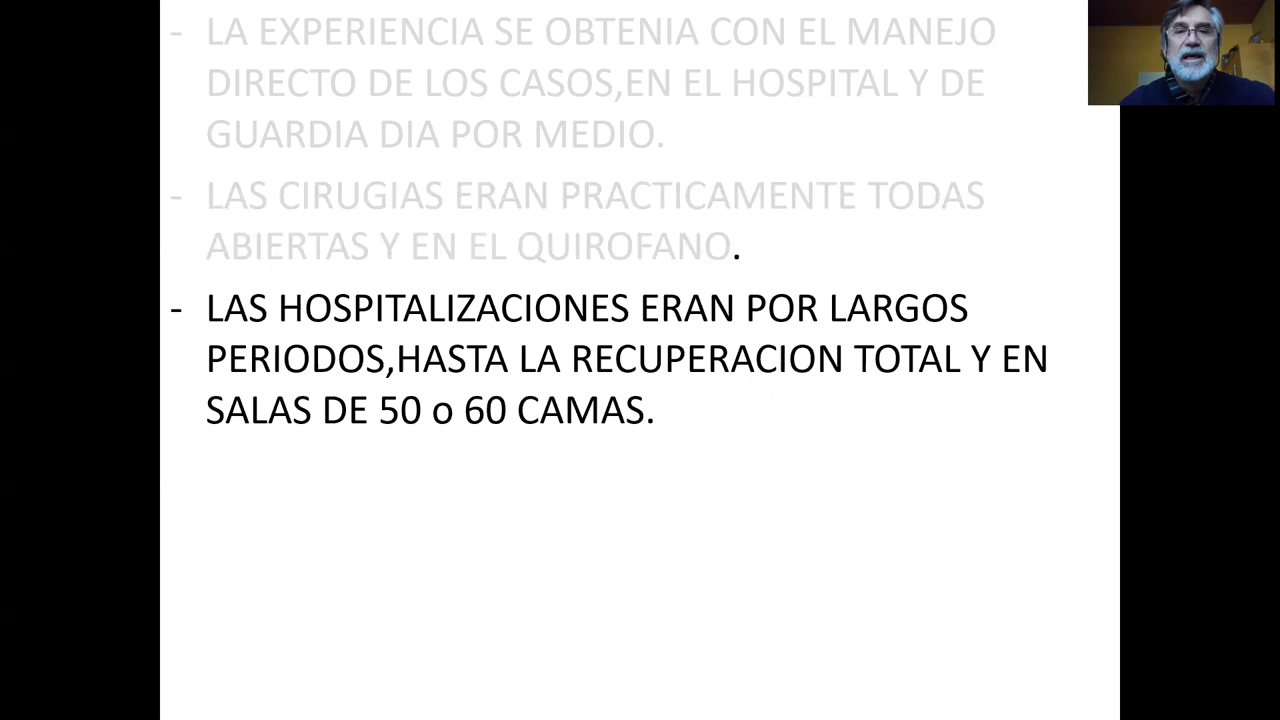 - LA EXPERIENCIA SE OBTENIA CON EL MANEJO
DIRECTO DE LOS CASOS,EN EL HOSPITAL Y DE
GUARDIA DIA POR MEDIO.
- LAS CIRUGIAS ERAN PRACTICAMENTE TODAS
ABIERTAS Y EN EL QUIROFANO.
- LAS HOSPITALIZACIONES ERAN POR LARGOS
PERIODOS,HASTA LA RECUPERACION TOTAL Y EN
SALAS DE 50 o 60 CAMAS.